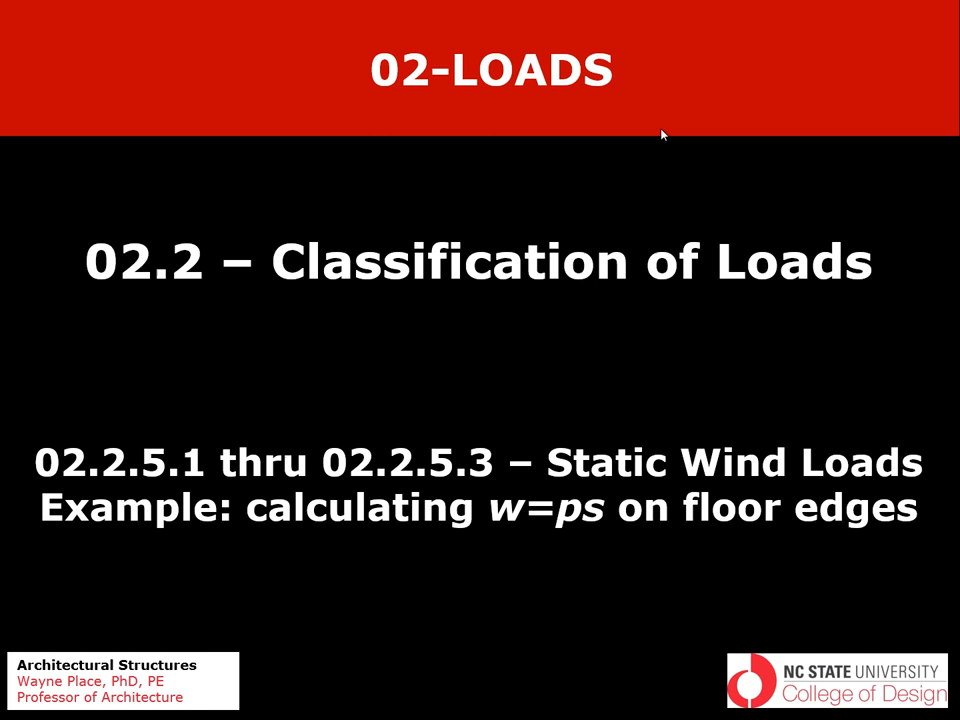 02-LOADS
02.2 – Classification of Loads
02.2.5.1 thru 02.2.5.3 – Static Wind Loads
Example: calculating w=ps on floor edges
Architectural Structures
Wayne Place, PhD, PE
Professor of Architecture
NC STATE UNIVERSITY
College of Design